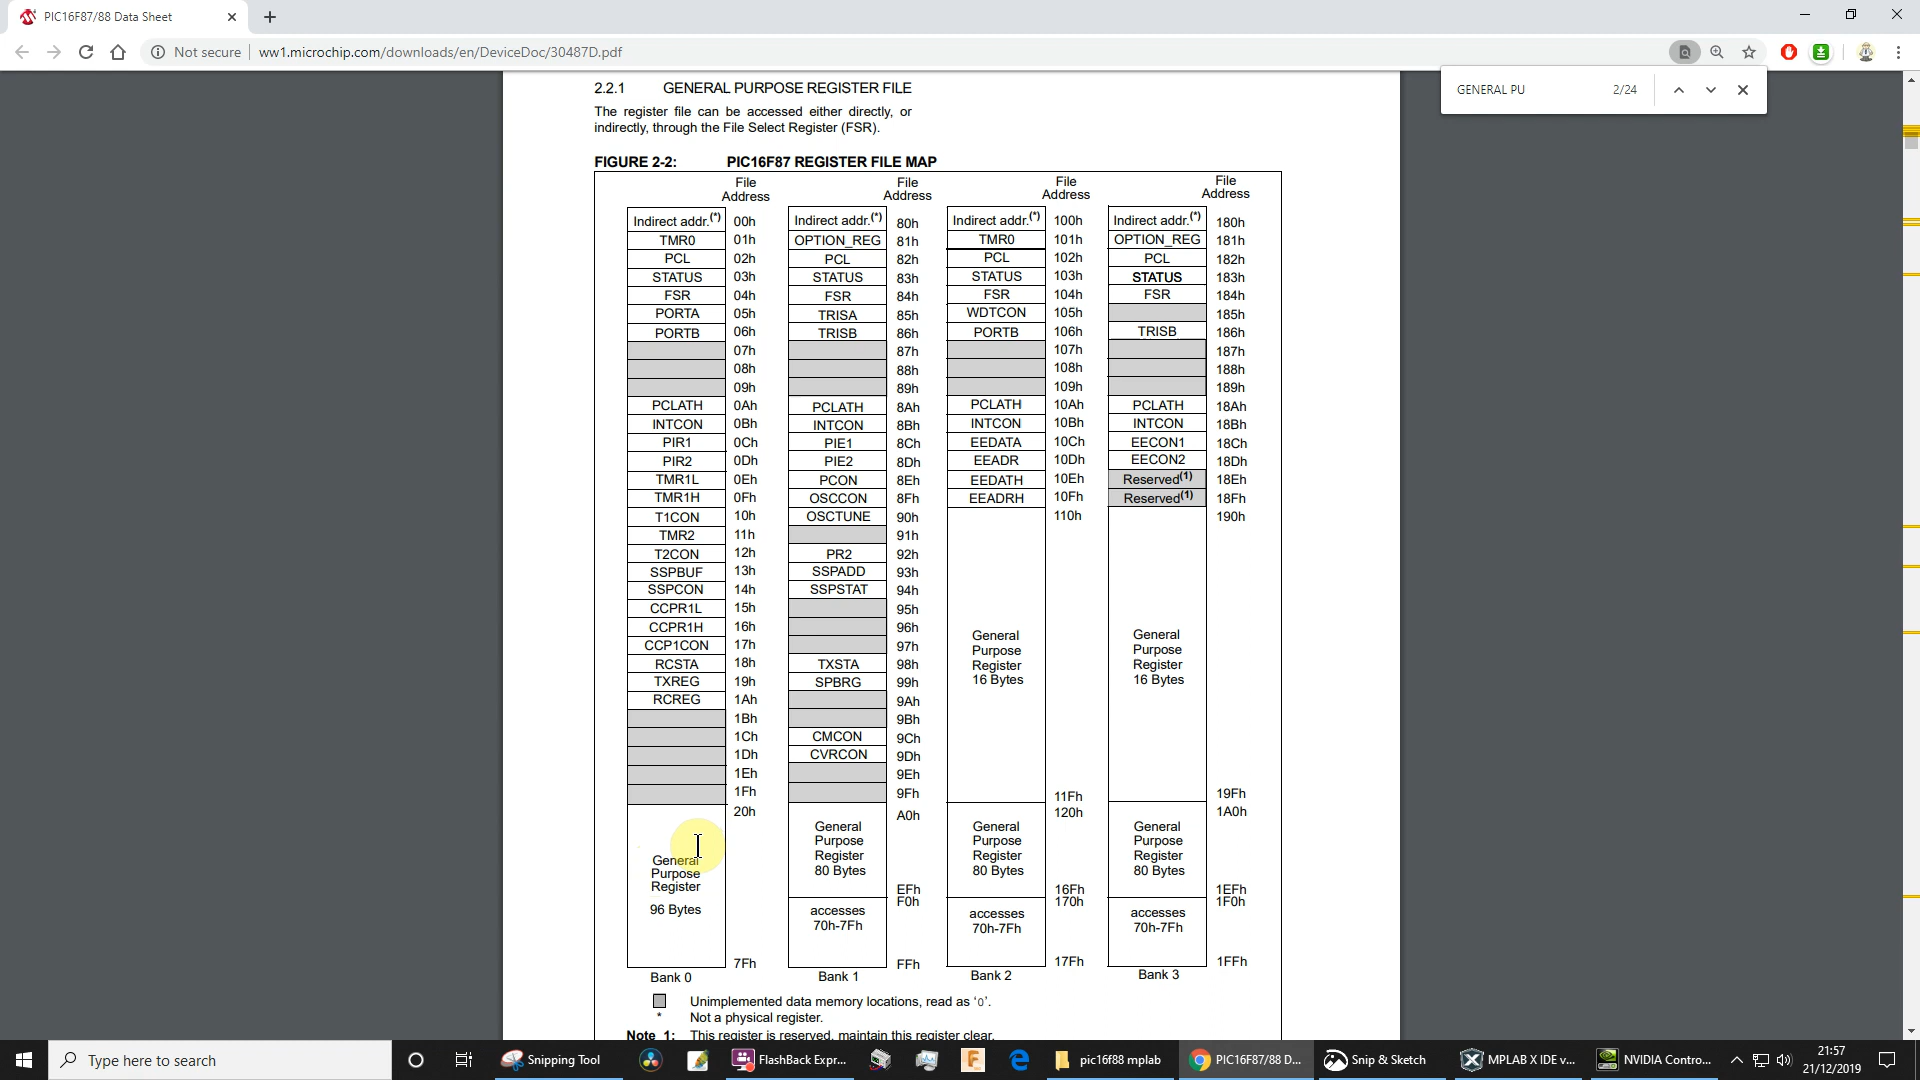 PIC16F87/88 Data Sheet
Not secure | ww1.microchip.com/downloads/en/DeviceDoc/30487D.pdf
GENERAL PU 2/24
2.2.1 GENERAL PURPOSE REGISTER FILE
The register file can be accessed either directly, or
indirectly, through the File Select Register (FSR).
FIGURE 2-2: PIC16F87 REGISTER FILE MAP
File Address File Address File Address File Address
Indirect addr.(*) 00h Indirect addr.(*) 80h Indirect addr.(*) 100h Indirect addr.(*) 180h
TMR0 01h OPTION_REG 81h TMR0 101h OPTION_REG 181h
PCL 02h PCL 82h PCL 102h PCL 182h
STATUS 03h STATUS 83h STATUS 103h STATUS 183h
FSR 04h FSR 84h FSR 104h FSR 184h
PORTA 05h TRISA 85h WDTCON 105h 185h
PORTB 06h TRISB 86h PORTB 106h TRISB 186h
07h 87h 107h 187h
08h 88h 108h 188h
09h 89h 109h 189h
PCLATH 0Ah PCLATH 8Ah PCLATH 10Ah PCLATH 18Ah
INTCON 0Bh INTCON 8Bh INTCON 10Bh INTCON 18Bh
PIR1 0Ch PIE1 8Ch EEDATA 10Ch EECON1 18Ch
PIR2 0Dh PIE2 8Dh EEADR 10Dh EECON2 18Dh
TMR1L 0Eh PCON 8Eh EEDATH 10Eh Reserved(1) 18Eh
TMR1H 0Fh OSCCON 8Fh EEADRH 10Fh Reserved(1) 18Fh
T1CON 10h OSCTUNE 90h 110h 190h
TMR2 11h 91h
T2CON 12h PR2 92h
SSPBUF 13h SSPADD 93h
SSPCON 14h SSPSTAT 94h
CCPR1L 15h 95h
CCPR1H 16h 96h General General
CCP1CON 17h 97h Purpose Purpose
RCSTA 18h TXSTA 98h Register Register
TXREG 19h SPBRG 99h 16 Bytes 16 Bytes
RCREG 1Ah 9Ah
1Bh 9Bh
1Ch CMCON 9Ch
1Dh CVRCON 9Dh
1Eh 9Eh
1Fh 9Fh 11Fh 19Fh
20h A0h 120h 1A0h
General General General
Purpose Purpose Purpose
General Register Register Register
Purpose 80 Bytes 80 Bytes 80 Bytes
Register EFh 16Fh 1EFh
F0h 170h 1F0h
96 Bytes accesses accesses accesses
70h-7Fh 70h-7Fh 70h-7Fh
7Fh FFh 17Fh 1FFh
Bank 0 Bank 1 Bank 2 Bank 3
Unimplemented data memory locations, read as ‘0’.
* Not a physical register.
Note 1: This register is reserved, maintain this register clear.
Type here to search Snipping Tool FlashBack Expr... pic16f88 mplab PIC16F87/88 D... Snip & Sketch MPLAB X IDE v... NVIDIA Contro... 21:57
21/12/2019